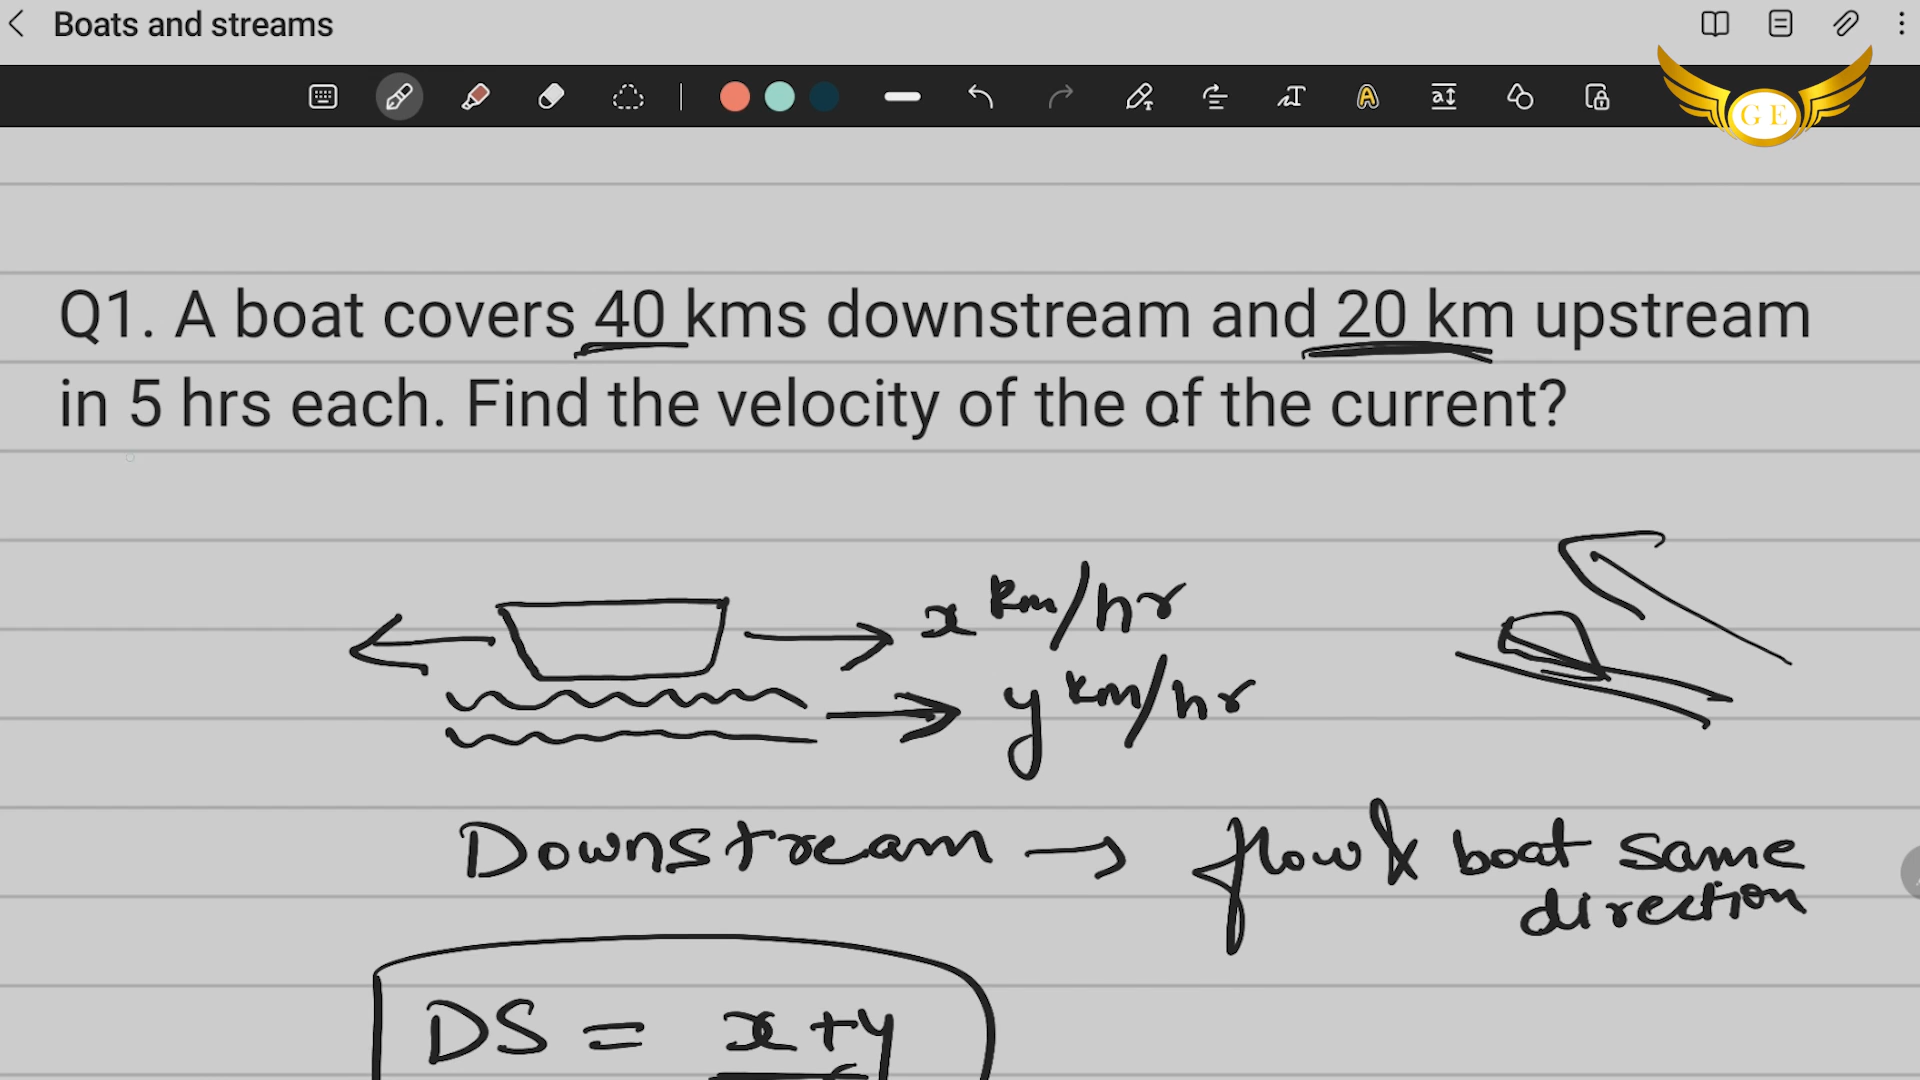 Boats and streams
G E
Q1. A boat covers 40 kms downstream and 20 km upstream
in 5 hrs each. Find the velocity of the of the current?
x km/hr
y km/hr
Downstream → flow & boat same
direction
DS = x+y